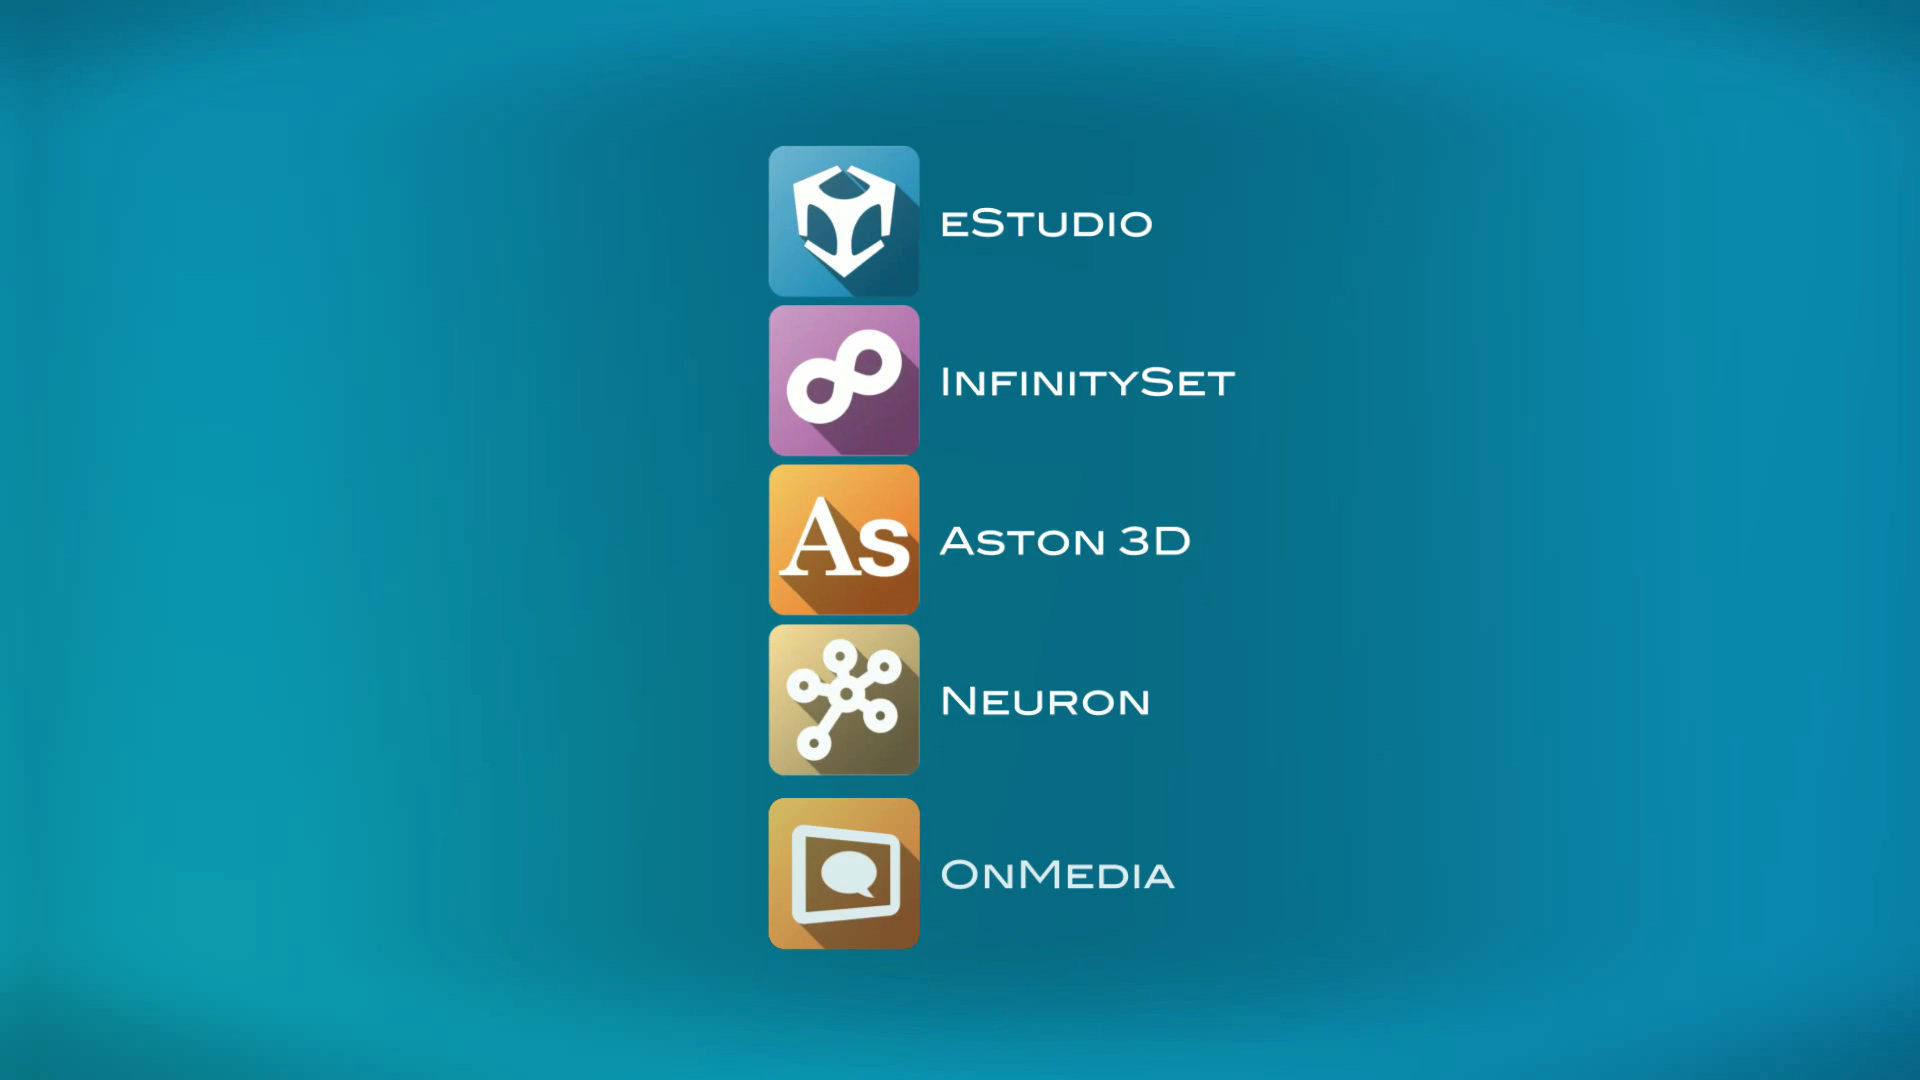 eStudio
InfinitySet
As
Aston 3D
Neuron
OnMedia